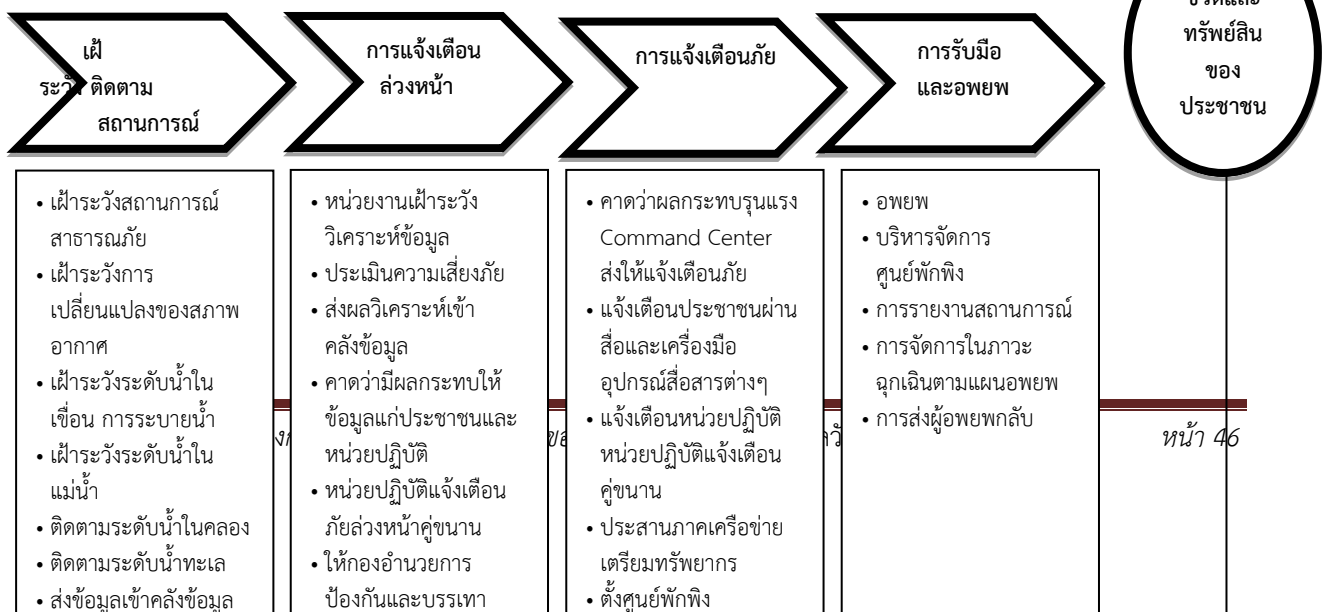 เฝ้
ระวัง ติดตาม
สถานการณ์
การแจ้งเตือน
ล่วงหน้า
การแจ้งเตือนภัย
การรับมือ
และอพยพ
ทรัพย์สิน
ของ
ประชาชน
• เฝ้าระวังสถานการณ์
สาธารณภัย
• เฝ้าระวังการ
เปลี่ยนแปลงของสภาพ
อากาศ
• เฝ้าระวังระดับน้ำใน
เขื่อน การระบายน้ำ
• เฝ้าระวังระดับน้ำใน
แม่น้ำ
• ติดตามระดับน้ำในคลอง
• ติดตามระดับน้ำทะเล
• ส่งข้อมูลเข้าคลังข้อมูล
• หน่วยงานเฝ้าระวัง
วิเคราะห์ข้อมูล
• ประเมินความเสี่ยงภัย
• ส่งผลวิเคราะห์เข้า
คลังข้อมูล
• คาดว่ามีผลกระทบให้
ข้อมูลแก่ประชาชนและ
หน่วยปฏิบัติ
• หน่วยปฏิบัติแจ้งเตือน
ภัยล่วงหน้าคู่ขนาน
• ให้กองอำนวยการ
ป้องกันและบรรเทา
• คาดว่าผลกระทบรุนแรง
Command Center
ส่งให้แจ้งเตือนภัย
• แจ้งเตือนประชาชนผ่าน
สื่อและเครื่องมือ
อุปกรณ์สื่อสารต่างๆ
• แจ้งเตือนหน่วยปฏิบัติ
หน่วยปฏิบัติแจ้งเตือน
คู่ขนาน
• ประสานภาคเครือข่าย
เตรียมทรัพยากร
• ตั้งศูนย์พักพิง
• อพยพ
• บริหารจัดการ
ศูนย์พักพิง
• การรายงานสถานการณ์
• การจัดการในภาวะ
ฉุกเฉินตามแผนอพยพ
• การส่งผู้อพยพกลับ
หน้า 46